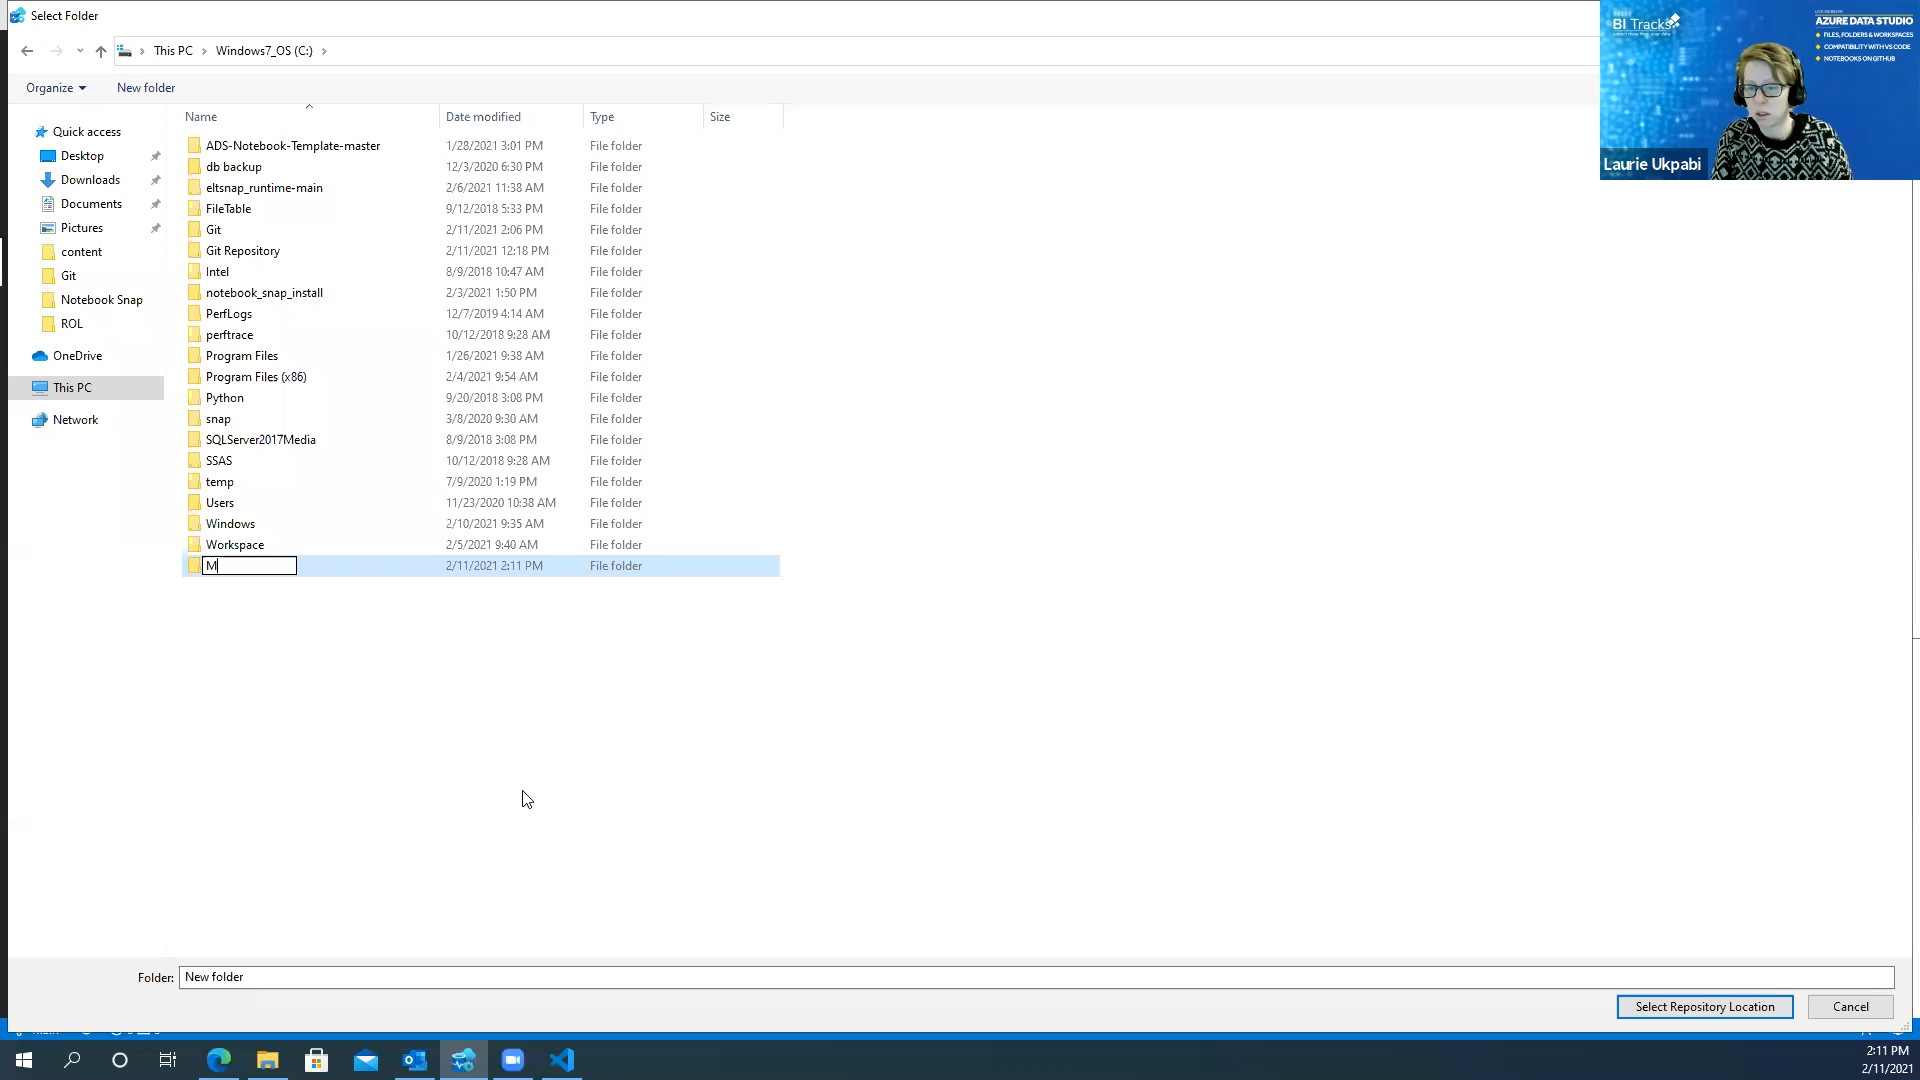 Select Folder
This PC > Windows7_OS (C:) >
Organize
New folder
Name Date modified Type Size
Quick access
Desktop
Downloads
Documents
Pictures
content
Git
Notebook Snap
ROL
OneDrive
This PC
Network
ADS-Notebook-Template-master 1/28/2021 3:01 PM File folder
db backup 12/3/2020 6:30 PM File folder
eltsnap_runtime-main 2/6/2021 11:38 AM File folder
FileTable 9/12/2018 5:33 PM File folder
Git 2/11/2021 2:06 PM File folder
Git Repository 2/11/2021 12:18 PM File folder
Intel 8/9/2018 10:47 AM File folder
notebook_snap_install 2/3/2021 1:50 PM File folder
PerfLogs 12/7/2019 4:14 AM File folder
perftrace 10/12/2018 9:28 AM File folder
Program Files 1/26/2021 9:38 AM File folder
Program Files (x86) 2/4/2021 9:54 AM File folder
Python 9/20/2018 3:08 PM File folder
snap 3/8/2020 9:30 AM File folder
SQLServer2017Media 8/9/2018 3:08 PM File folder
SSAS 10/12/2018 9:28 AM File folder
temp 7/9/2020 1:19 PM File folder
Users 11/23/2020 10:38 AM File folder
Windows 2/10/2021 9:35 AM File folder
Workspace 2/5/2021 9:40 AM File folder
M 2/11/2021 2:11 PM File folder
BI Tracks
LIVE WEBINAR
AZURE DATA STUDIO
FILES, FOLDERS & WORKSPACES
COMPATIBILITY WITH VS CODE
NOTEBOOKS ON GITHUB
Laurie Ukpabi
Folder: New folder
Select Repository Location
Cancel
2:11 PM
2/11/2021